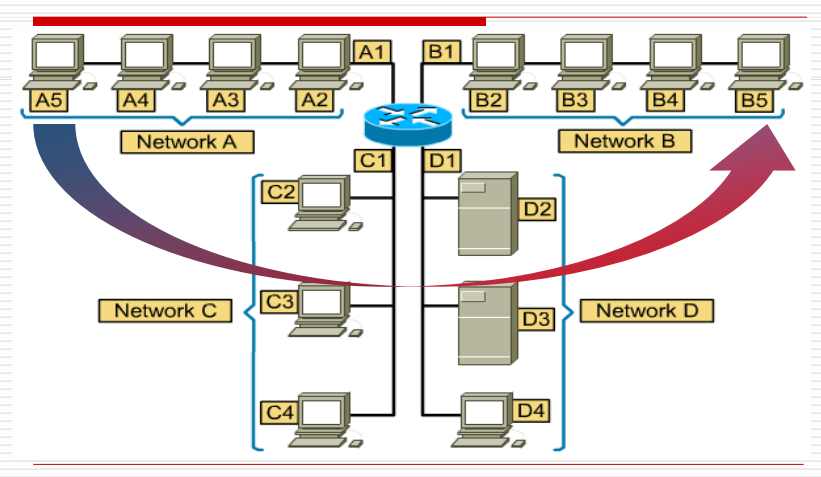 A1 B1
A5 A4 A3 A2 B2 B3 B4 B5
Network A Network B
C1 D1
C2 D2
Network C C3 D3 Network D
C4 D4